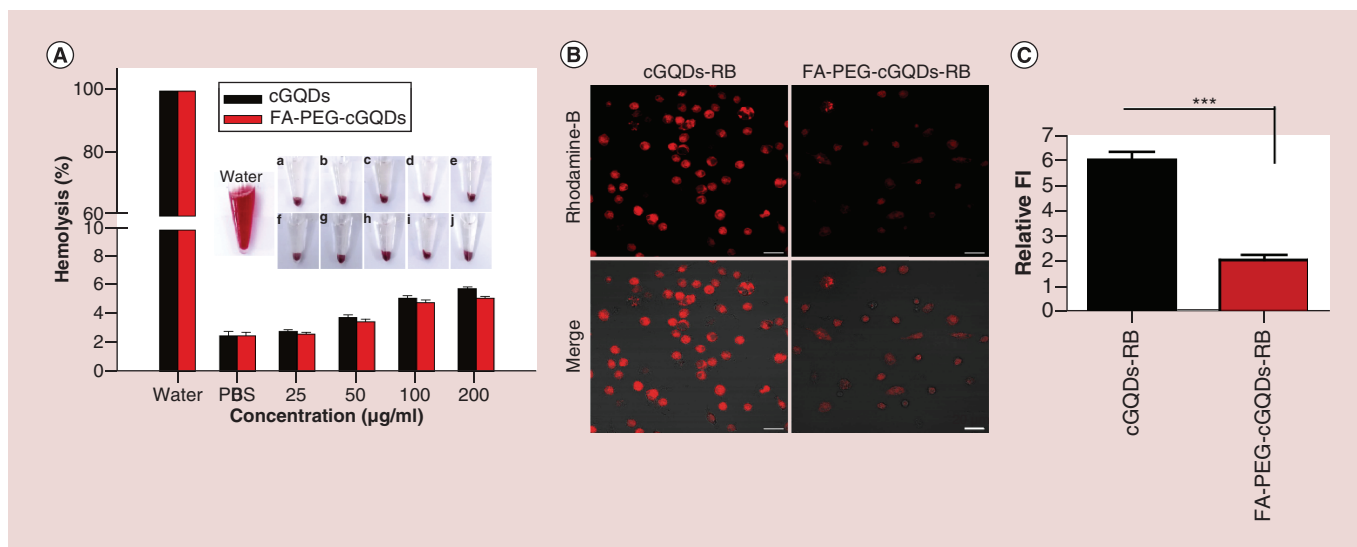 A
100
80
60
10
8
6
4
2
0
Hemolysis (%)
cGQDs
FA-PEG-cGQDs
Water
a b c d e
f g h i j
Water PBS 25 50 100 200
Concentration (µg/ml)
B
cGQDs-RB FA-PEG-cGQDs-RB
Rhodamine-B
Merge
C
***
7
6
5
4
3
2
1
0
Relative FI
cGQDs-RB
FA-PEG-cGQDs-RB